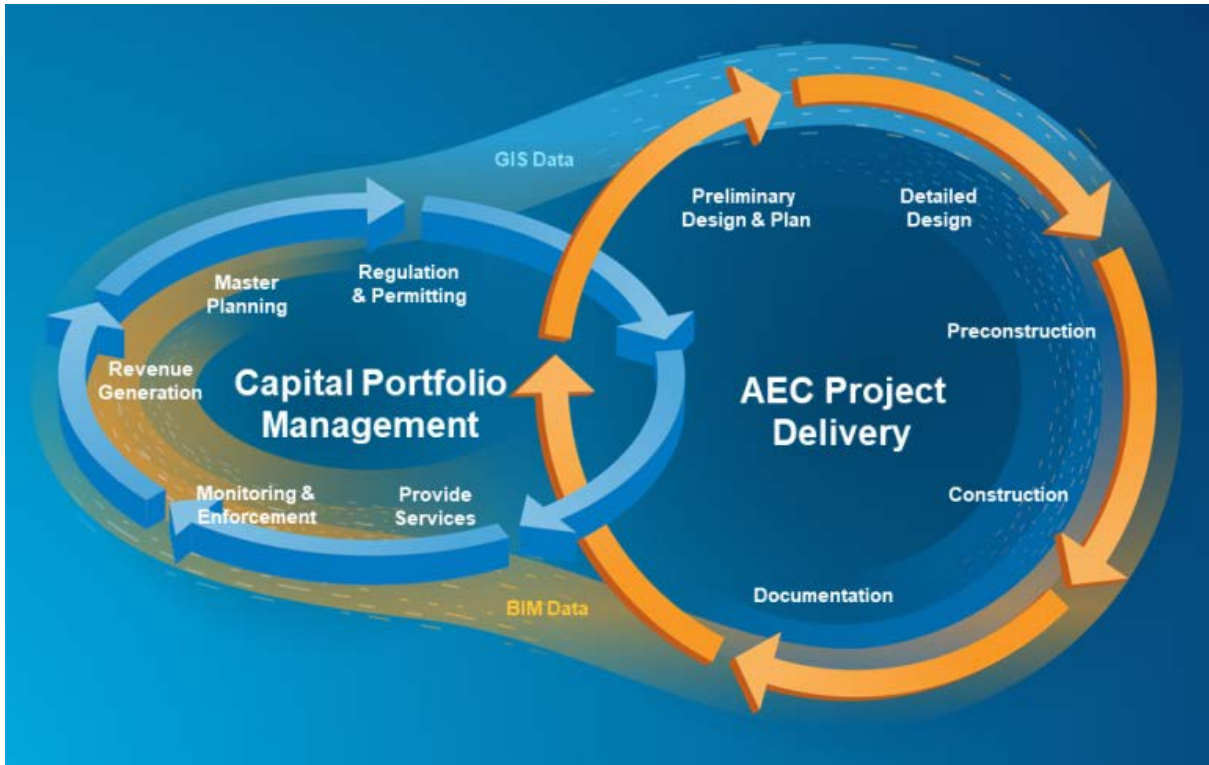 GIS Data
Preliminary
Design & Plan
Detailed
Design
Master
Planning
Regulation
& Permitting
Preconstruction
Revenue
Generation
Capital Portfolio
Management
AEC Project
Delivery
Monitoring &
Enforcement
Provide
Services
Construction
Documentation
BIM Data